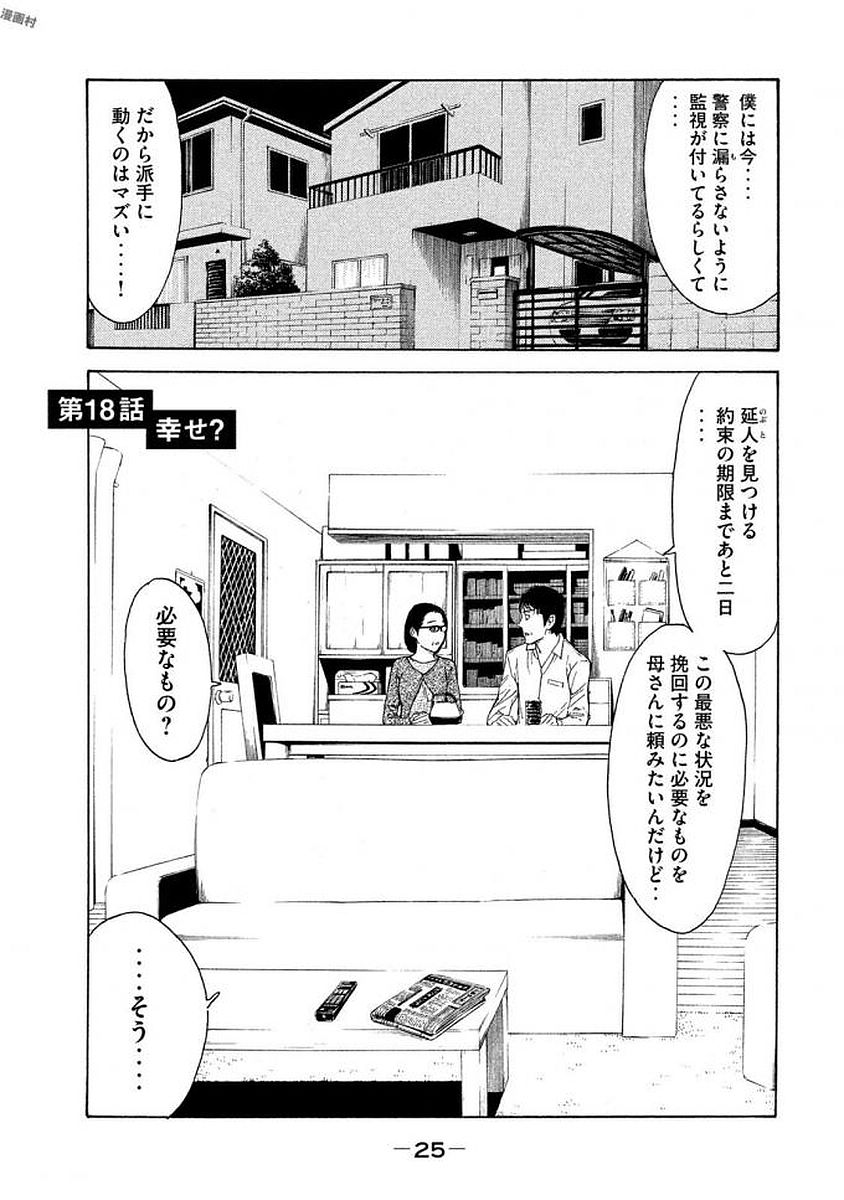 漫画村
僕には今‥‥
警察に漏らさないように
監視が付いてるらしくて
‥‥
だから派手に
動くのはマズい‥‥！
第18話
幸せ？
延人を見つける
約束の期限まであと二日
‥‥
この最悪な状況を
挽回するのに必要なものを
母さんに頼みたいんだけど‥
必要なもの？
‥‥そう‥‥
－25－